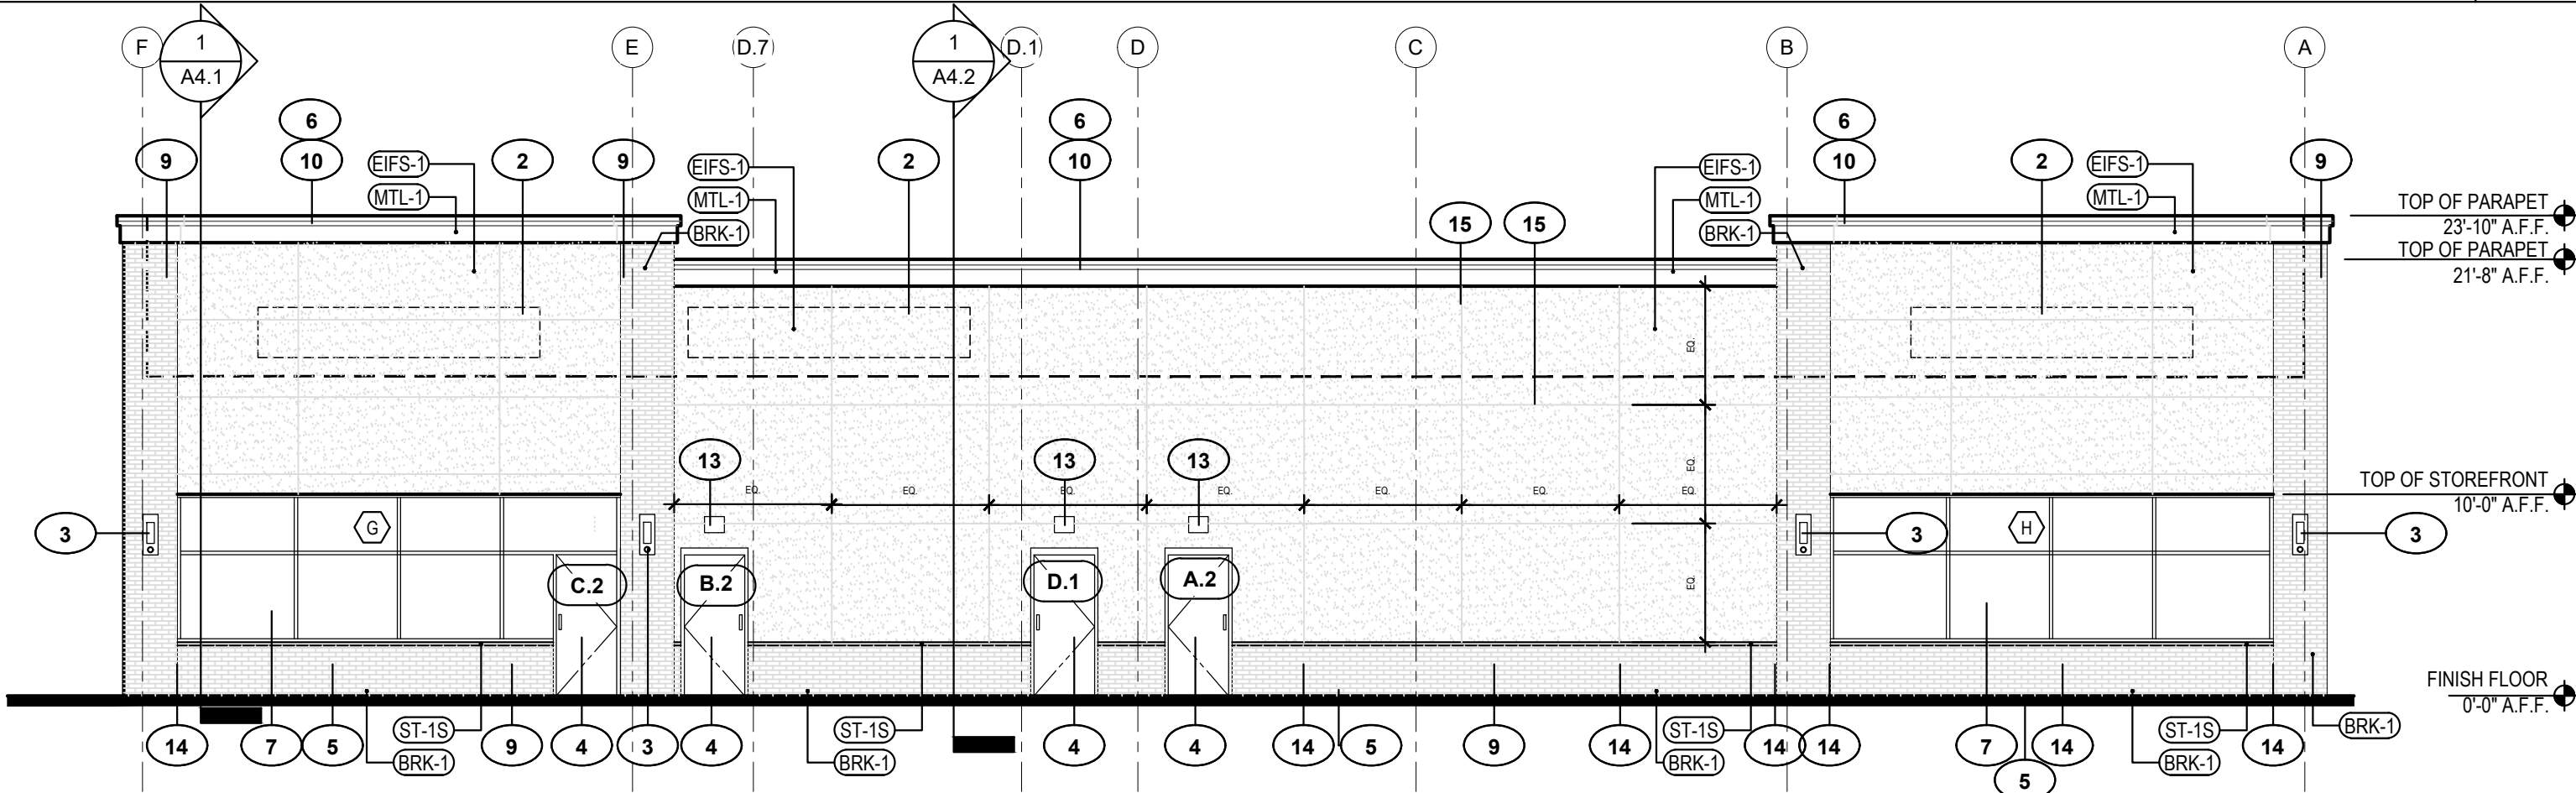 F
1
A4.1
E
D.7
1
A4.2
D.1
D
C
B
A
6
10
6
10
6
10
9
EIFS-1
MTL-1
2
9
EIFS-1
MTL-1
BRK-1
2
15
15
EIFS-1
MTL-1
BRK-1
2
EIFS-1
MTL-1
9
TOP OF PARAPET
23'-10" A.F.F.
TOP OF PARAPET
21'-8" A.F.F.
EQ.
13
13
13
EQ.
EQ.
EQ.
EQ.
EQ.
EQ.
EQ.
EQ.
TOP OF STOREFRONT
10'-0" A.F.F.
3
G
3
H
3
C.2
B.2
D.1
A.2
EQ.
FINISH FLOOR
0'-0" A.F.F.
14
7
5
ST-1S
BRK-1
9
4
3
4
ST-1S
BRK-1
4
4
14
5
9
14
ST-1S
BRK-1
14
14
7
5
14
ST-1S
BRK-1
14
BRK-1